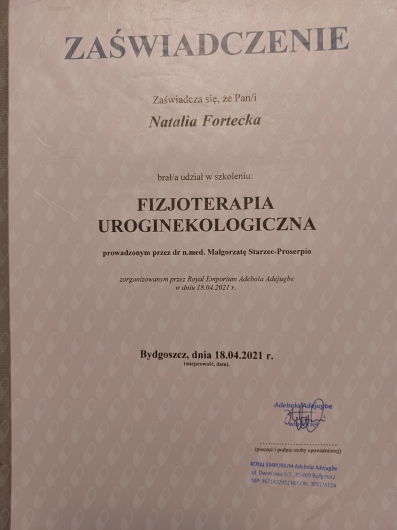 ZAŚWIADCZENIE
Zaświadcza się, że Pan/i
Natalia Fortecka
brał/a udział w szkoleniu:
FIZJOTERAPIA
UROGINEKOLOGICZNA
prowadzonym przez dr n.med. Małgorzatę Starzec-Proserpio
zorganizowanym przez Royal Emporium Adebola Adejugbe
w dniu 18.04.2021 r.
Bydgoszcz, dnia 18.04.2021 r.
(miejscowość, data).
Adebola Adejugbe
(pieczęć i podpis osoby upoważnionej)
ROYAL EMPORIUM Adebola Adejugbe